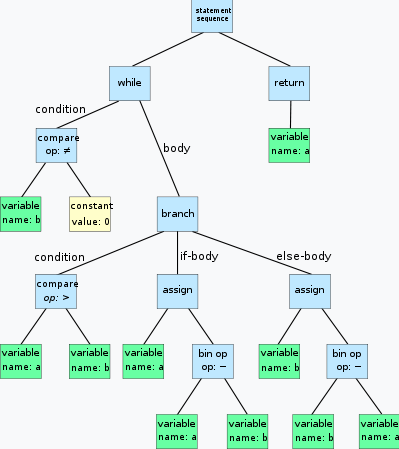 statement
sequence
while
return
condition
compare
op: ≠
body
variable
name: a
variable
name: b
constant
value: 0
branch
condition
if-body
else-body
compare
op: >
assign
assign
variable
name: a
variable
name: b
variable
name: a
bin op
op: −
variable
name: b
bin op
op: −
variable
name: a
variable
name: b
variable
name: b
variable
name: a